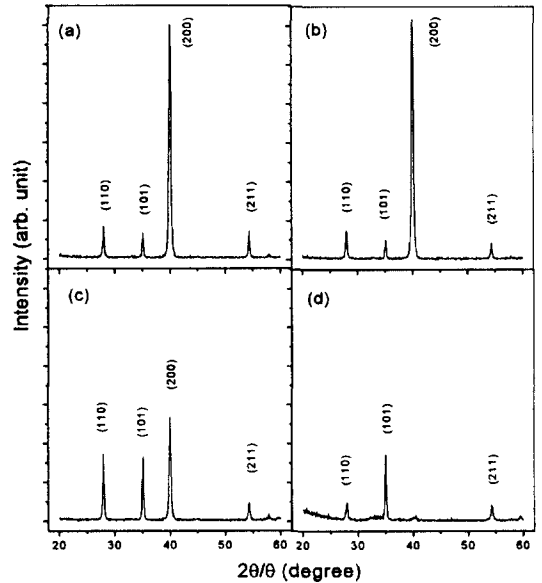 (a)
(200)
(110)
(101)
(211)
(b)
(200)
(110)
(101)
(211)
Intensity (arb. unit)
(c)
(110)
(101)
(200)
(211)
(d)
(110)
(101)
(211)
20 30 40 50 60
20 30 40 50 60
2θ/θ (degree)